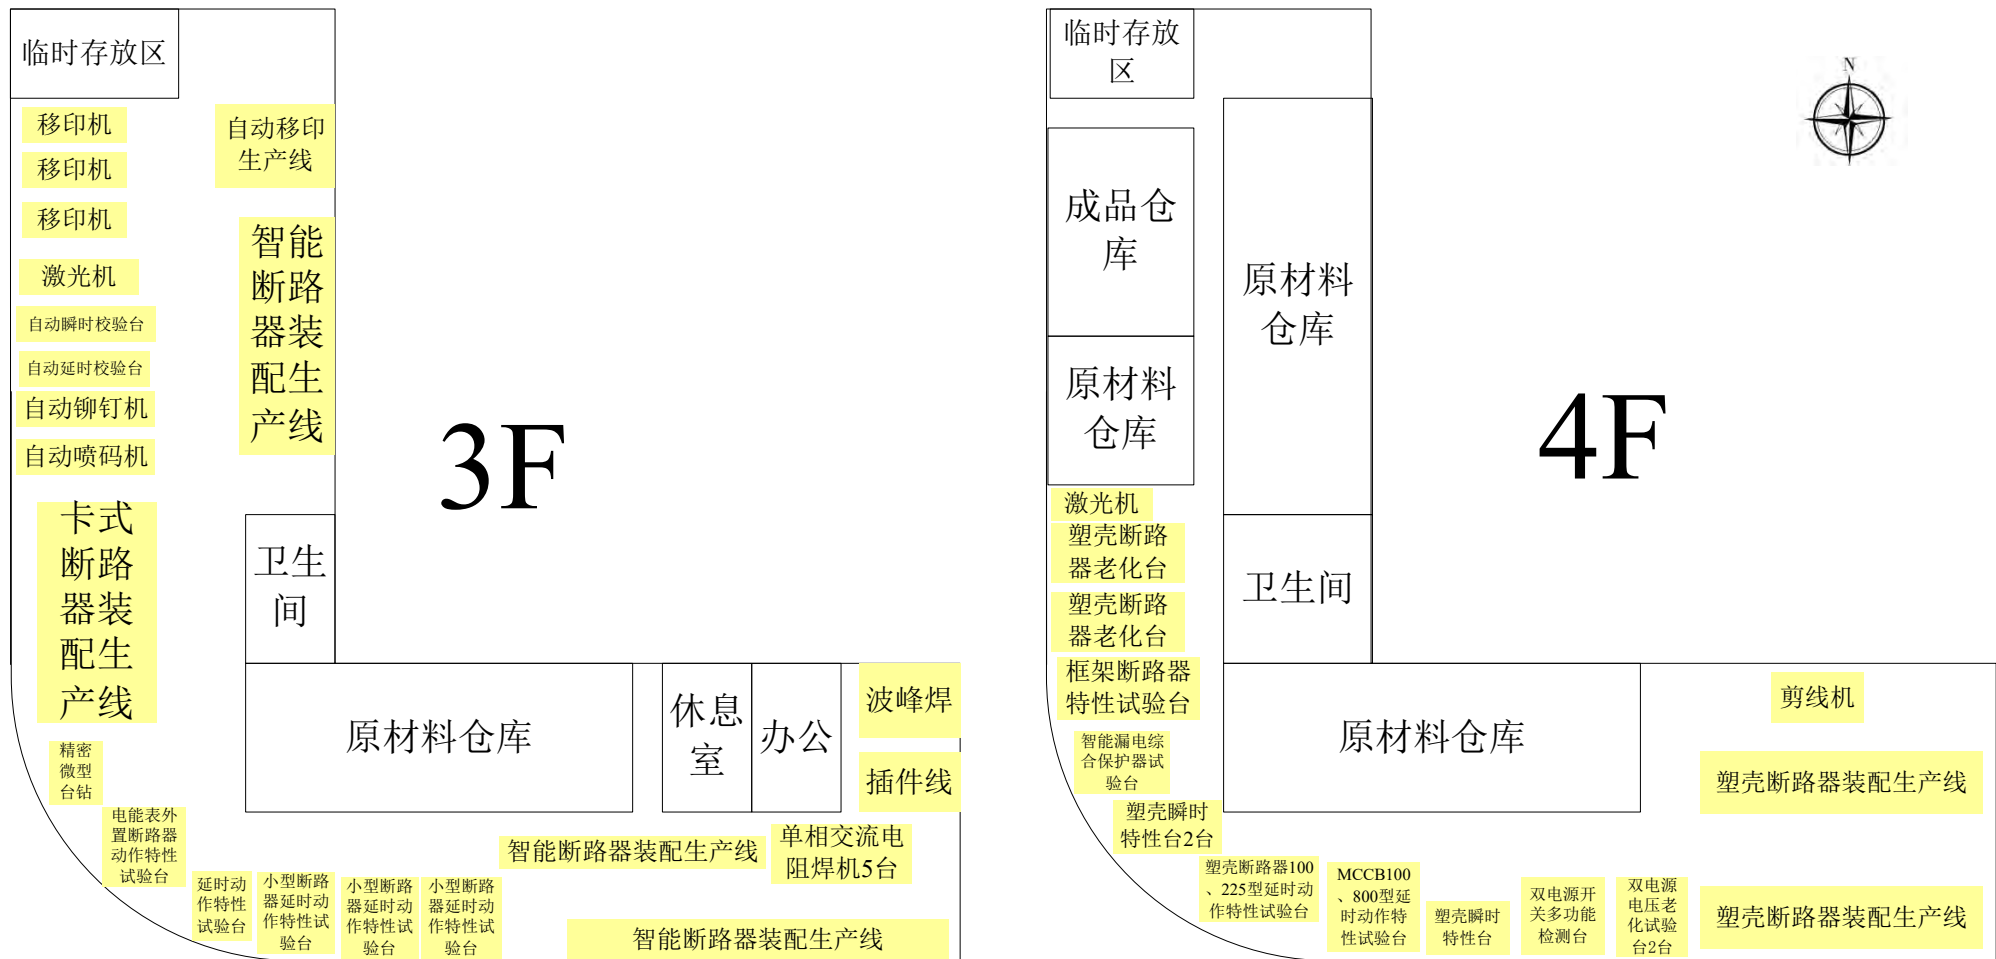 临时存放区
移印机
移印机
移印机
激光机
自动瞬时校验台
自动延时校验台
自动铆钉机
自动喷码机
自动移印
生产线
智能
断路
器装
配生
产线
卡式
断路
器装
配生
产线
卫生
间
3F
原材料仓库
休息
室
办公
波峰焊
插件线
精密
微型
台钻
电能表外
置断路器
动作特性
试验台
延时动
作特性
试验台
小型断路
器延时动
作特性试
验台
小型断路
器延时动
作特性试
验台
小型断路
器延时动
作特性试
验台
智能断路器装配生产线
单相交流电
阻焊机5台
智能断路器装配生产线
临时存放
区
N
成品仓
库
原材料
仓库
原材料
仓库
4F
激光机
塑壳断路
器老化台
塑壳断路
器老化台
卫生间
框架断路器
特性试验台
智能漏电综
合保护器试
验台
塑壳瞬时
特性台2台
原材料仓库
剪线机
塑壳断路器装配生产线
塑壳断路器100
、225型延时动
作特性试验台
MCCB100
、800型延
时动作特
性试验台
塑壳瞬时
特性台
双电源开
关多功能
检测台
双电源
电压老
化试验
台2台
塑壳断路器装配生产线